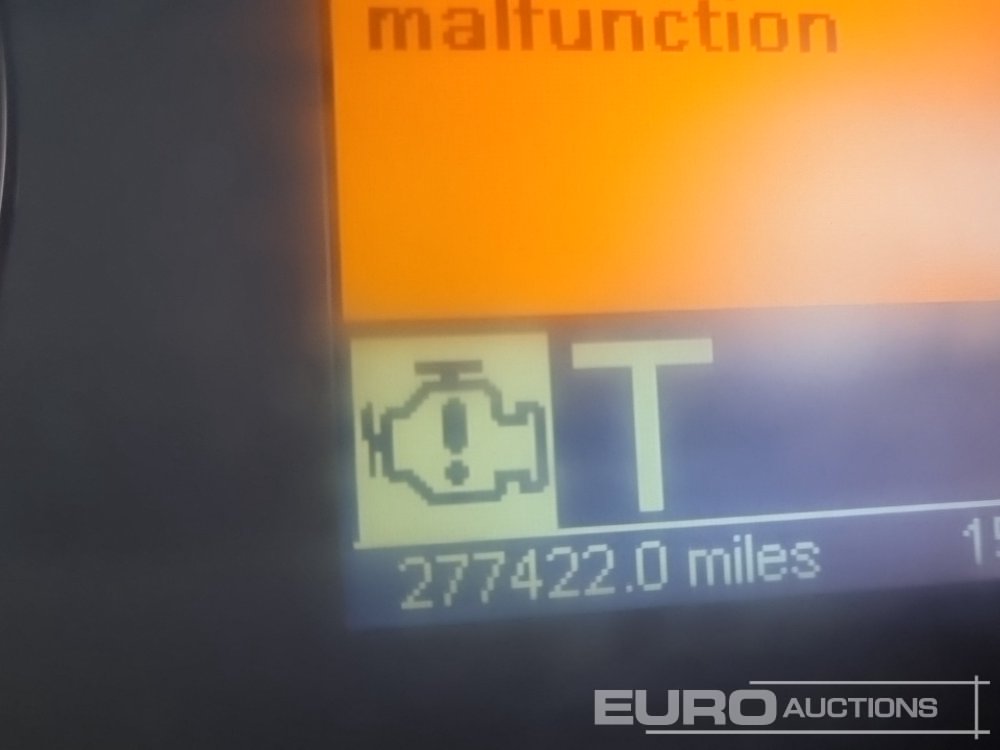 malfunction
T
277422.0 miles
EURO AUCTIONS